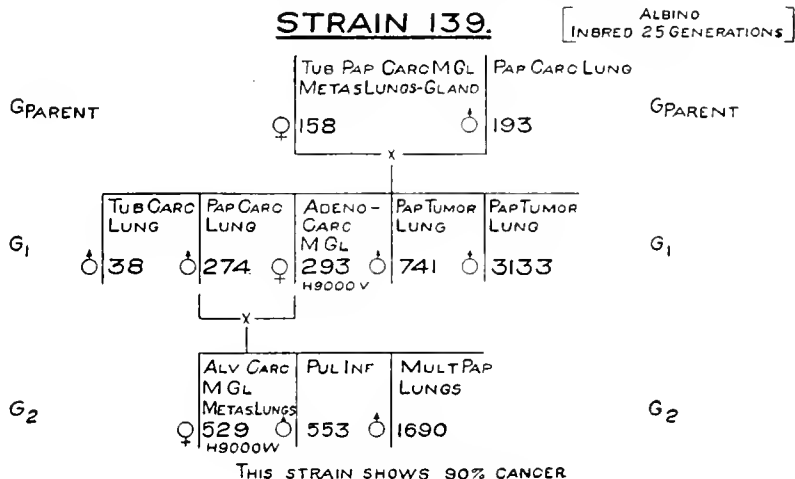 STRAIN 139.
[ALBINO
INBRED 25 GENERATIONS]
TUB PAP CARC M GL
METAS LUNGS-GLAND
PAP CARC LUNG
GPARENT
♀ 158
♂ 193
GPARENT
X
TUB CARC
LUNG
PAP CARC
LUNG
ADENO-
CARC
M GL
PAP TUMOR
LUNG
PAP TUMOR
LUNG
G1
♂ 38
♂ 274
♀ 293
♂ 741
♂ 3133
G1
H9000V
X
ALV CARC
M GL
METAS LUNGS
PUL INF
MULT PAP
LUNGS
G2
♀ 529
♂ 553
♂ 1690
G2
H9000W
THIS STRAIN SHOWS 90% CANCER